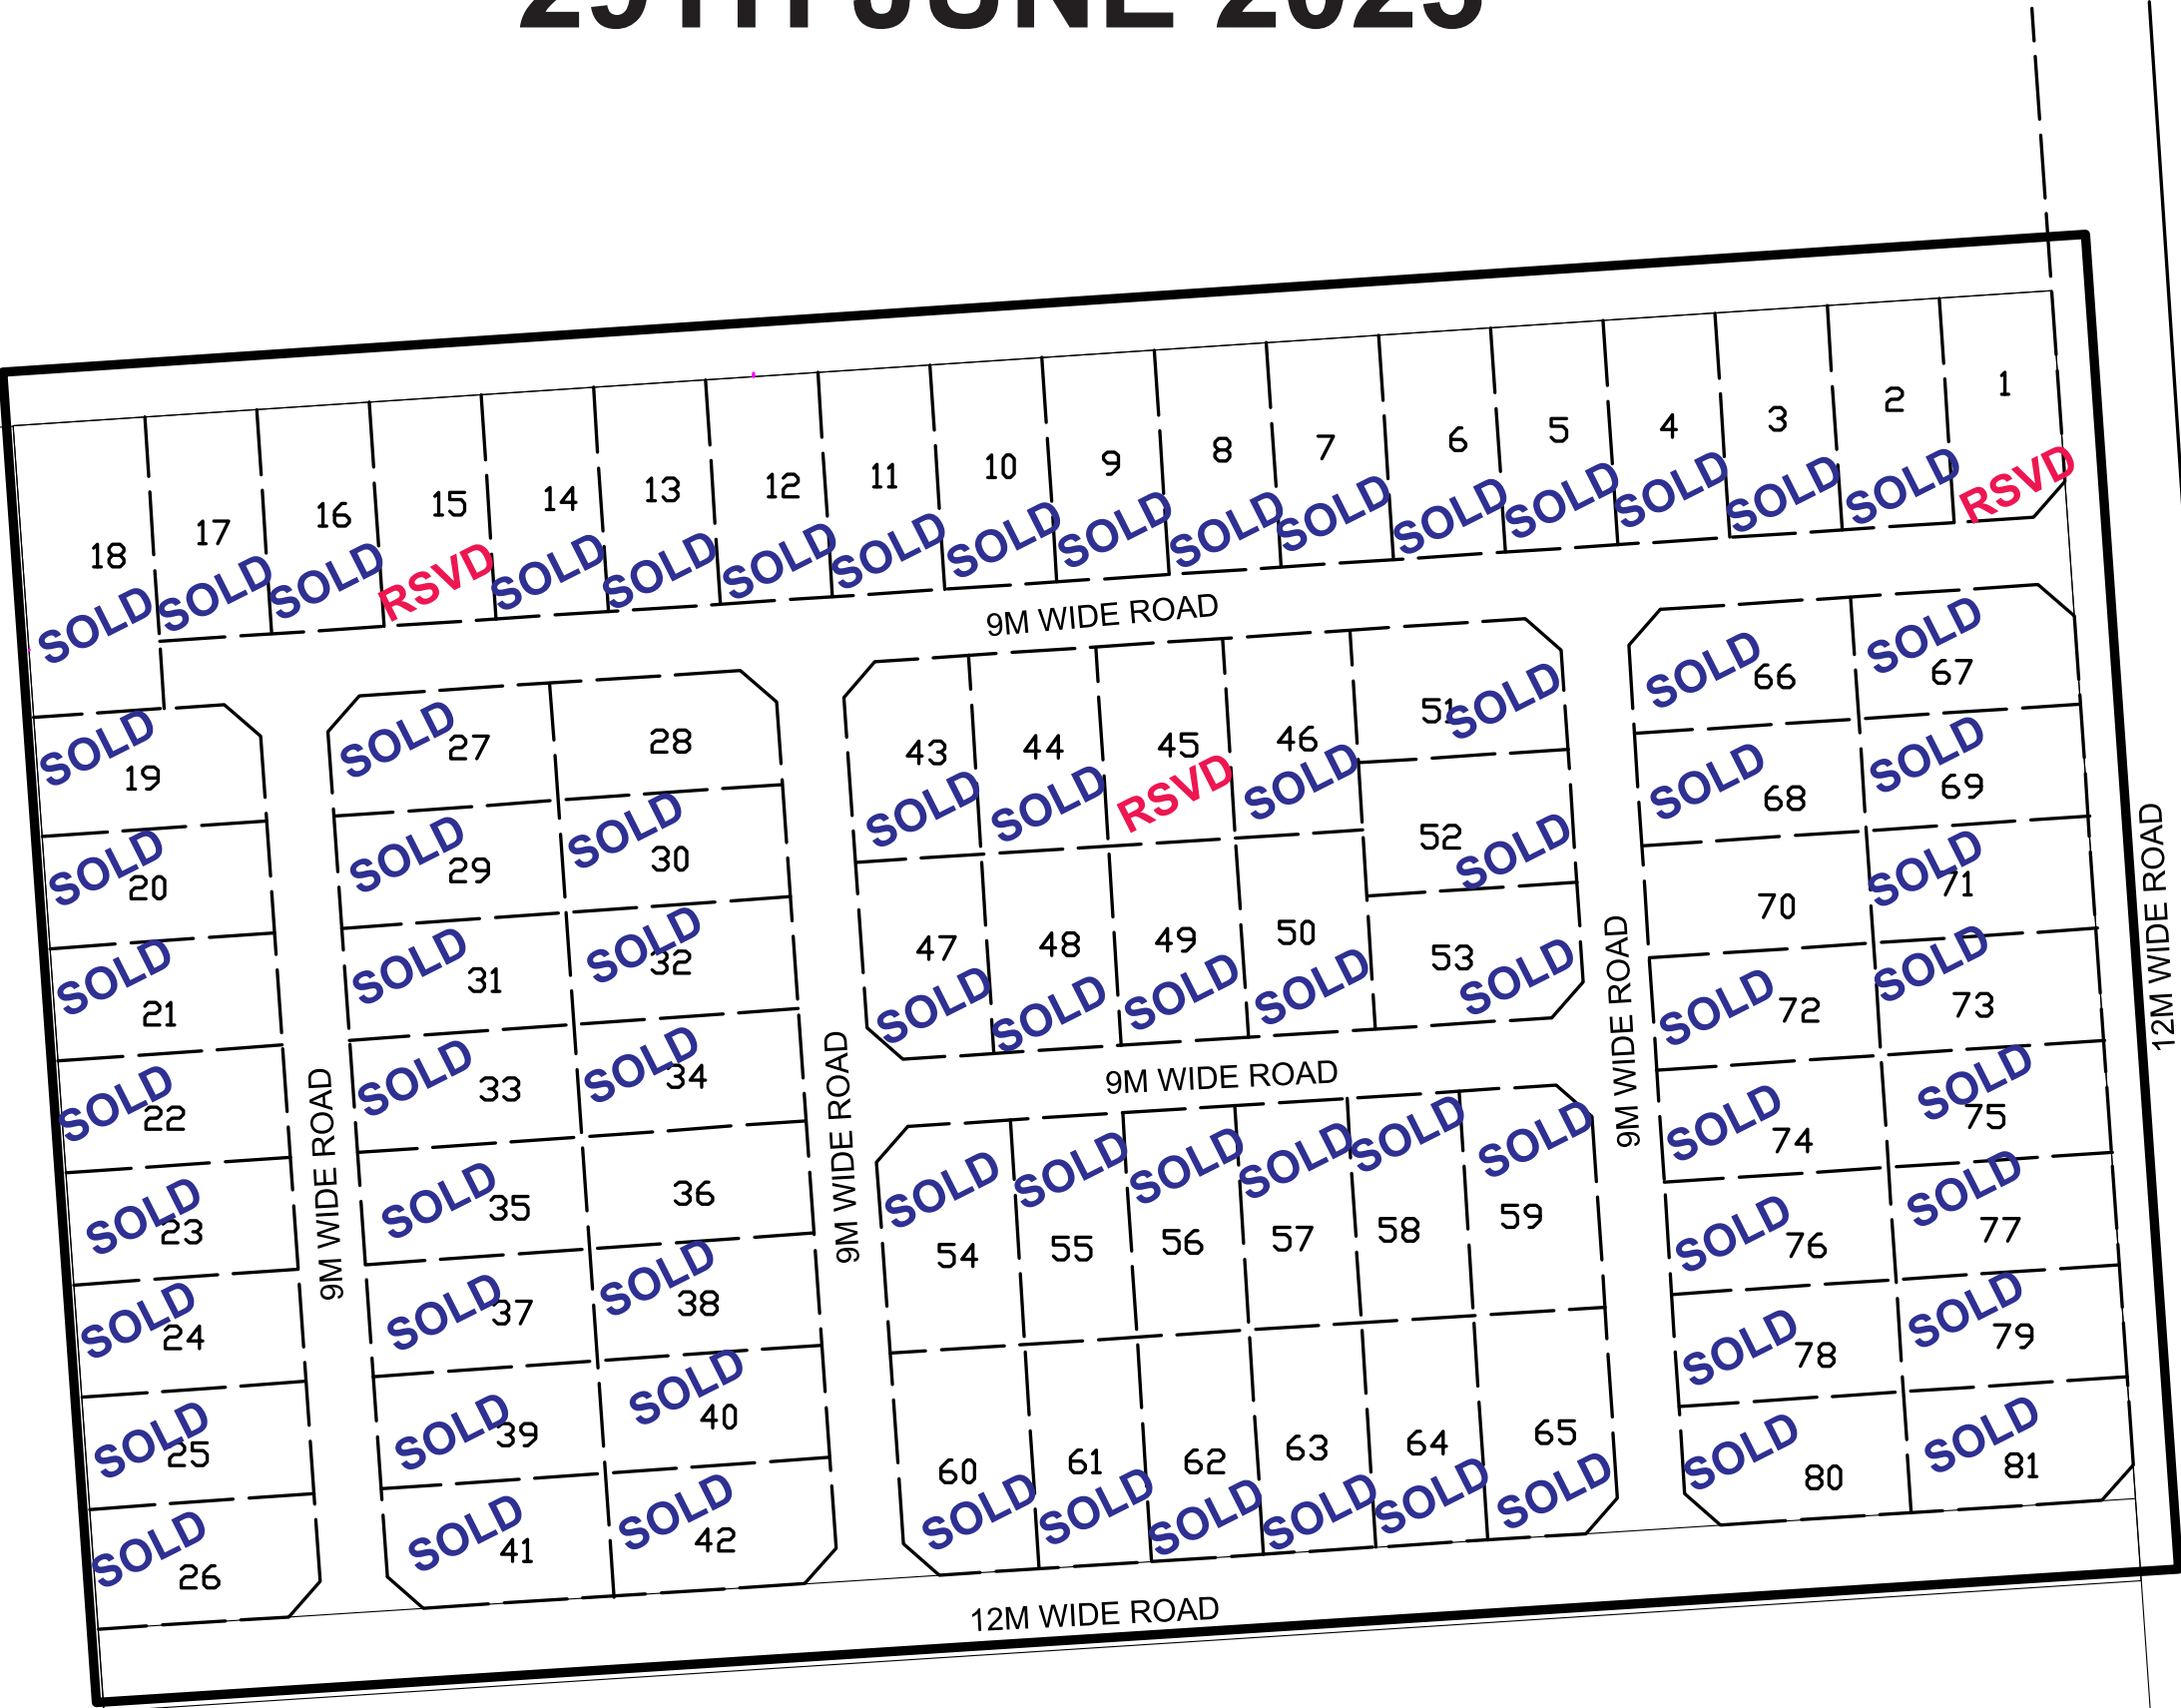 29TH JUNE 2025
1
RSVD
2
SOLD
3
SOLD
4
SOLD
5
SOLD
6
SOLD
7
SOLD
8
SOLD
9
SOLD
10
SOLD
11
SOLD
12
SOLD
13
SOLD
14
SOLD
15
RSVD
16
SOLD
17
SOLD
18
SOLD
9M WIDE ROAD
SOLD
19
SOLD
20
SOLD
21
SOLD
22
SOLD
23
SOLD
24
SOLD
25
SOLD
26
9M WIDE ROAD
SOLD
27
28
SOLD
29
SOLD
30
SOLD
31
SOLD
32
SOLD
33
SOLD
34
SOLD
35
36
SOLD
37
SOLD
38
SOLD
39
SOLD
40
SOLD
41
SOLD
42
9M WIDE ROAD
43
SOLD
44
SOLD
45
RSVD
46
SOLD
47
SOLD
48
SOLD
49
SOLD
50
SOLD
51
SOLD
52
SOLD
53
SOLD
9M WIDE ROAD
SOLD
54
SOLD
55
SOLD
56
SOLD
57
SOLD
58
SOLD
59
60
SOLD
61
SOLD
62
SOLD
63
SOLD
64
SOLD
65
SOLD
9M WIDE ROAD
SOLD
66
SOLD
67
SOLD
68
SOLD
69
70
SOLD
71
SOLD
72
SOLD
73
SOLD
74
SOLD
75
SOLD
76
SOLD
77
SOLD
78
SOLD
79
SOLD
80
SOLD
81
12M WIDE ROAD
12M WIDE ROAD